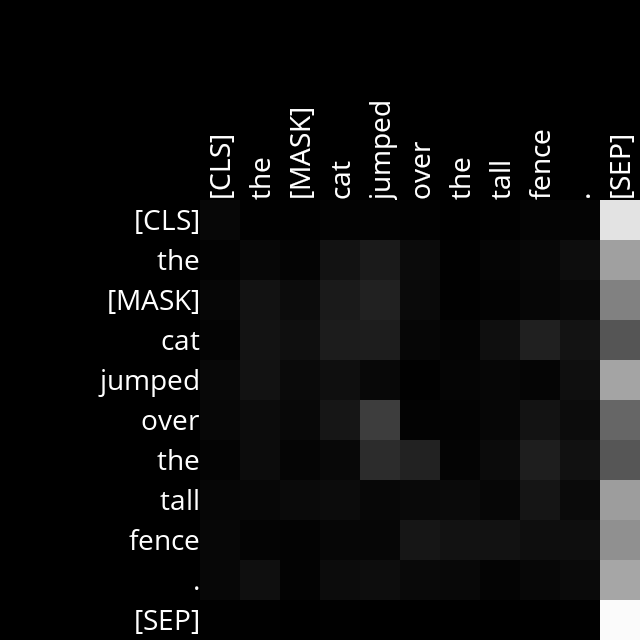 [CLS]
the
[MASK]
cat
jumped
over
the
tall
fence
.
[SEP]
[CLS]
the
[MASK]
cat
jumped
over
the
tall
fence
.
[SEP]